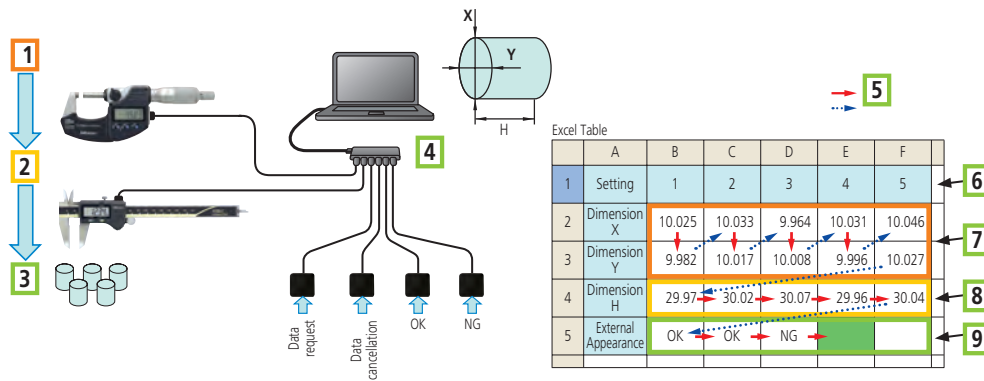 X
1
Y
5
H
4
Excel Table
A B C D E F
2
1 Setting 1 2 3 4 5
6
2 Dimension
X
10.025 10.033 9.964 10.031 10.046
7
3 Dimension
Y
9.982 10.017 10.008 9.996 10.027
3
4 Dimension
H
29.97 30.02 30.07 29.96 30.04
8
5 External
Appearance
OK OK NG
9
Data
request
Data
cancellation
OK
NG